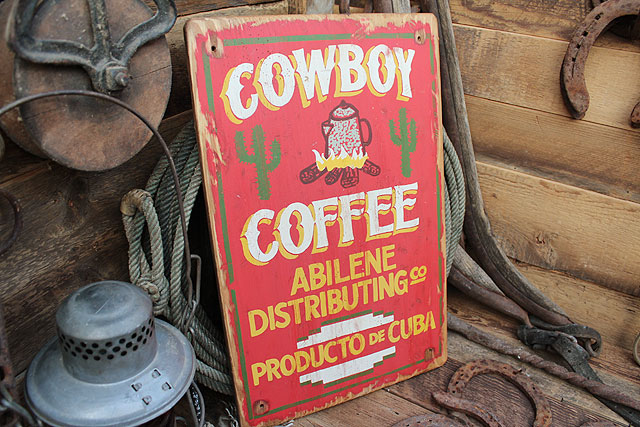 COWBOY
COFFEE
ABILENE
DISTRIBUTING CO
PRODUCTO DE CUBA